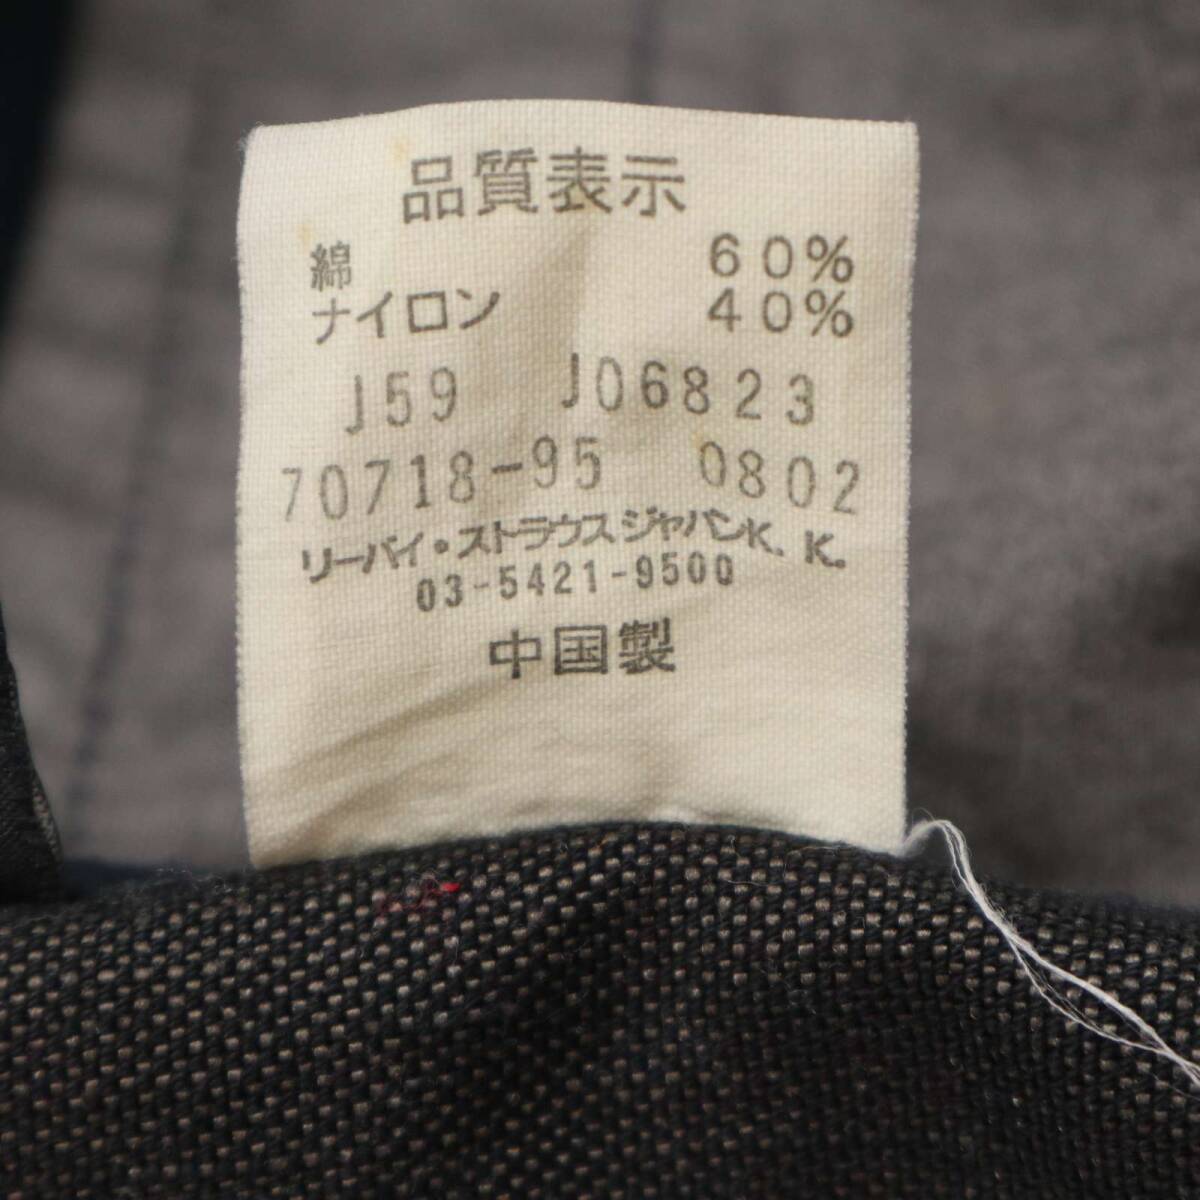 品質表示
綿 60%
ナイロン 40%
J59 J06823
70718-95 0802
リーバイ・ストラウスジャパンK.K.
03-5421-9500
中国製